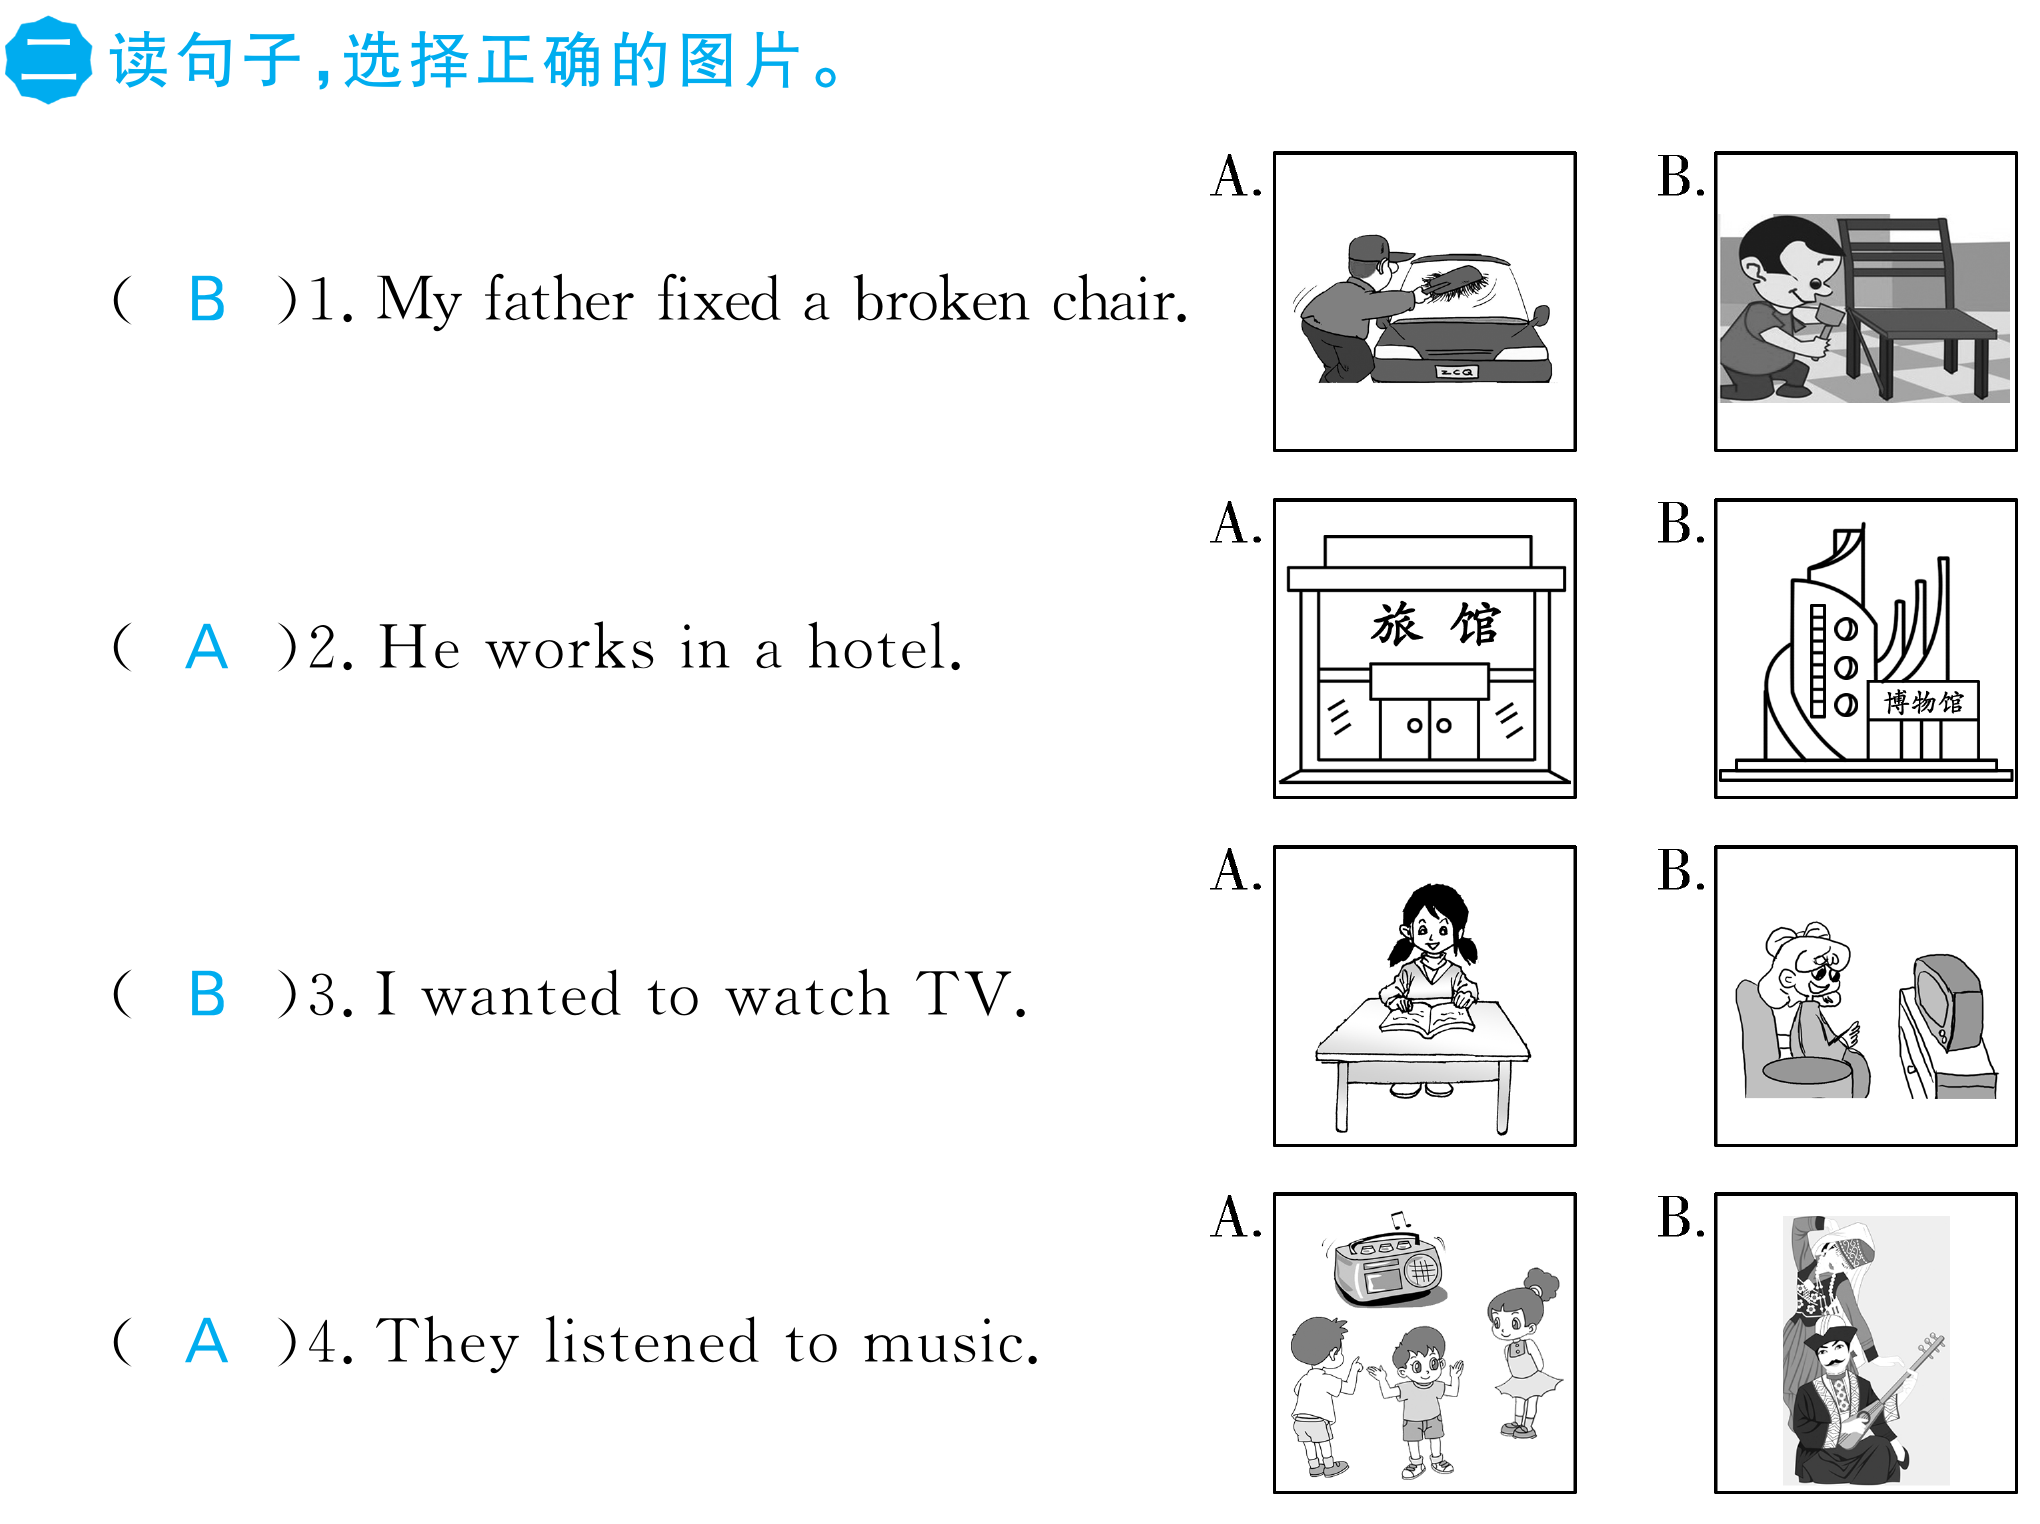 二 读句子,选择正确的图片。
A. B.
ZCQ
( B )1. My father fixed a broken chair.
A. B.
旅馆
博物馆
( A )2. He works in a hotel.
A. B.
( B )3. I wanted to watch TV.
A. B.
( A )4. They listened to music.